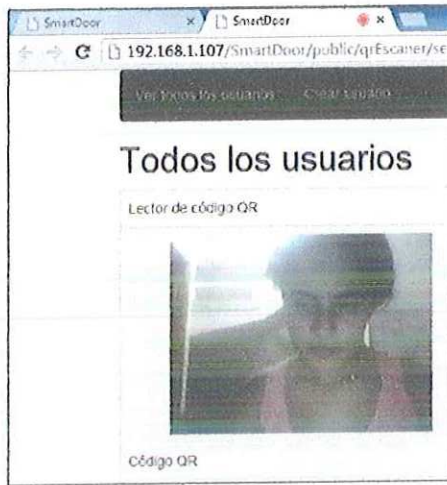 SmartDoor SmartDoor
192.168.1.107/SmartDoor/public/qrEscaner/se
Ver todos los usuarios Crear usuario
Todos los usuarios
Lector de código QR
Código QR